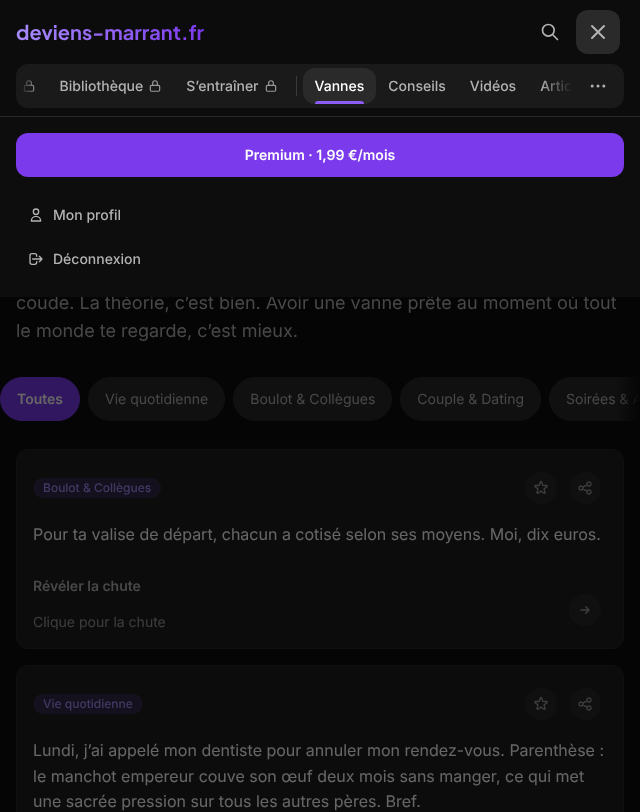 deviens-marrant.fr
Bibliothèque
S'entraîner
Vannes
Conseils
Vidéos
Artic
Premium · 1,99 €/mois
Mon profil
Déconnexion
coude. La théorie, c'est bien. Avoir une vanne prête au moment où tout
le monde te regarde, c'est mieux.
Toutes
Vie quotidienne
Boulot & Collègues
Couple & Dating
Soirées &
Boulot & Collègues
Pour ta valise de départ, chacun a cotisé selon ses moyens. Moi, dix euros.
Révéler la chute
Clique pour la chute
Vie quotidienne
Lundi, j'ai appelé mon dentiste pour annuler mon rendez-vous. Parenthèse :
le manchot empereur couve son œuf deux mois sans manger, ce qui met
une sacrée pression sur tous les autres pères. Bref.